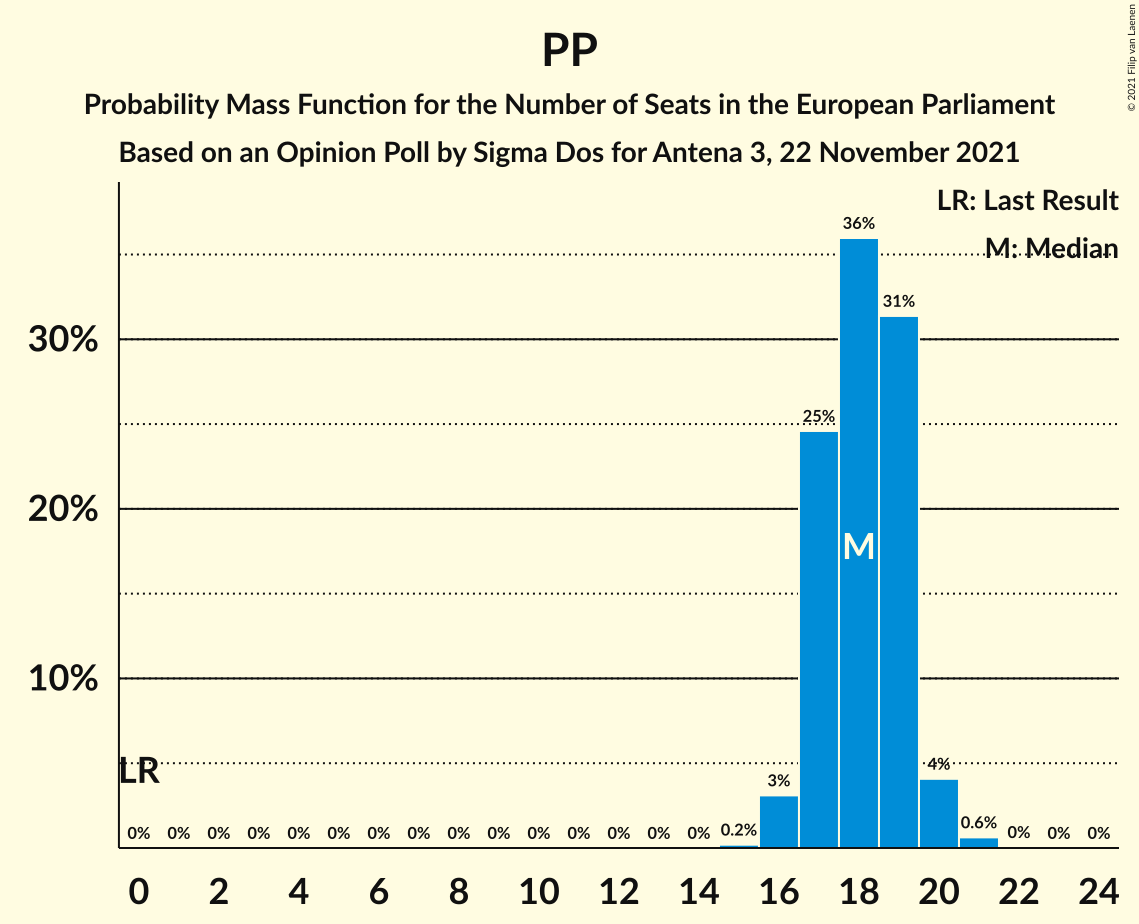 PP
Probability Mass Function for the Number of Seats in the European Parliament
Based on an Opinion Poll by Sigma Dos for Antena 3, 22 November 2021
© 2021 Filip van Laenen
LR: Last Result
M: Median
30%
20%
10%
36%
31%
25%
M
LR
4%
3%
0% 0% 0% 0% 0% 0% 0% 0% 0% 0% 0% 0% 0% 0% 0% 0.2% 0.6% 0% 0% 0%
0 2 4 6 8 10 12 14 16 18 20 22 24